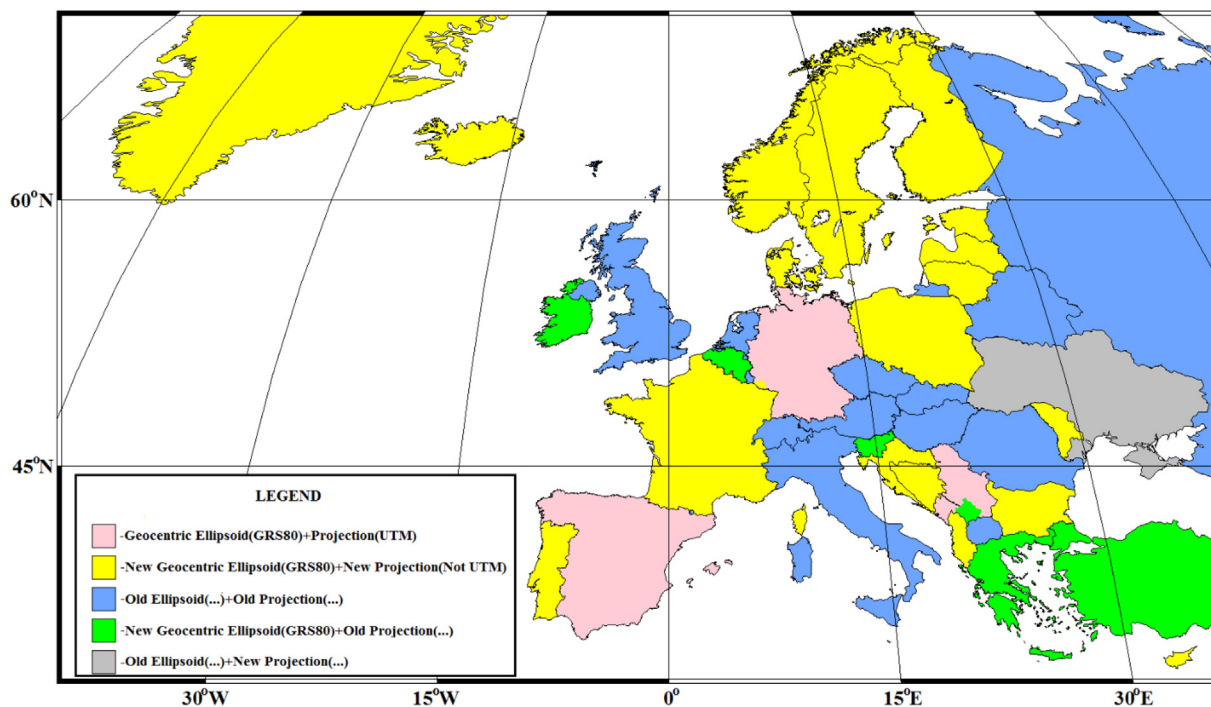 60°N
45°N
LEGEND
-Geocentric Ellipsoid(GRS80)+Projection(UTM)
-New Geocentric Ellipsoid(GRS80)+New Projection(Not UTM)
-Old Ellipsoid(...)+Old Projection(...)
-New Geocentric Ellipsoid(GRS80)+Old Projection(...)
-Old Ellipsoid(...)+New Projection(...)
30°W 15°W 0° 15°E 30°E